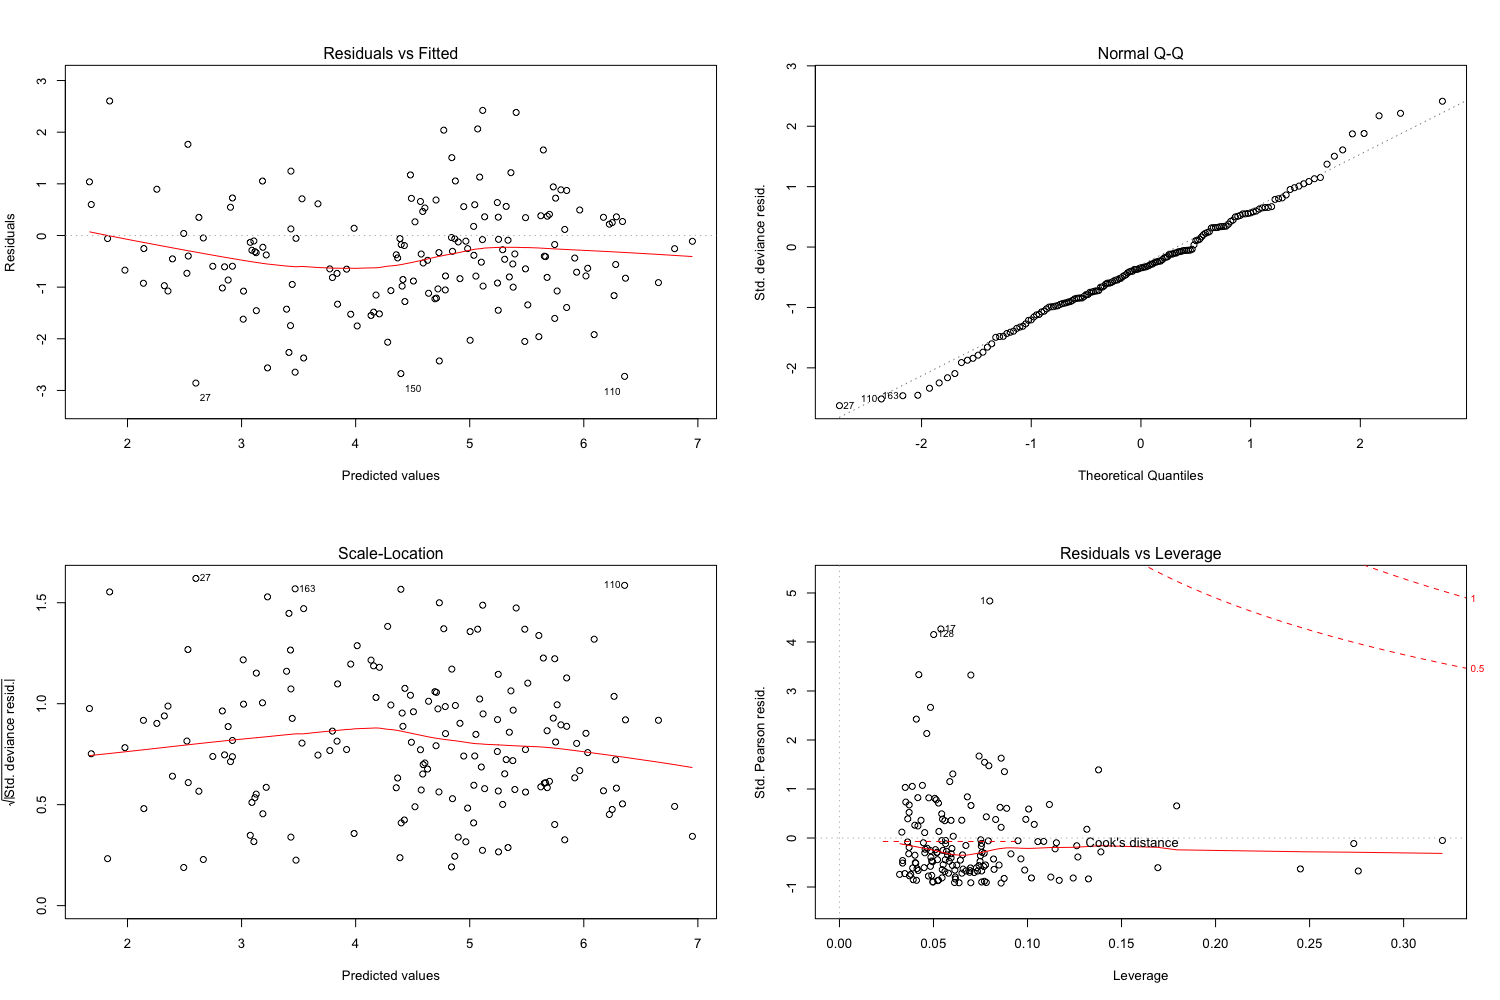 Residuals vs Fitted
Residuals
3
2
1
0
-1
-2
-3
27
150
110
2 3 4 5 6 7
Predicted values
Normal Q-Q
Std. deviance resid.
3
2
1
0
-1
-2
27
110
163
-2 -1 0 1 2
Theoretical Quantiles
Scale-Location
√|Std. deviance resid.|
1.5
1.0
0.5
0.0
27
163
110
2 3 4 5 6 7
Predicted values
Residuals vs Leverage
Std. Pearson resid.
5
4
3
2
1
0
-1
1
17
128
1
0.5
Cook's distance
0.00 0.05 0.10 0.15 0.20 0.25 0.30
Leverage